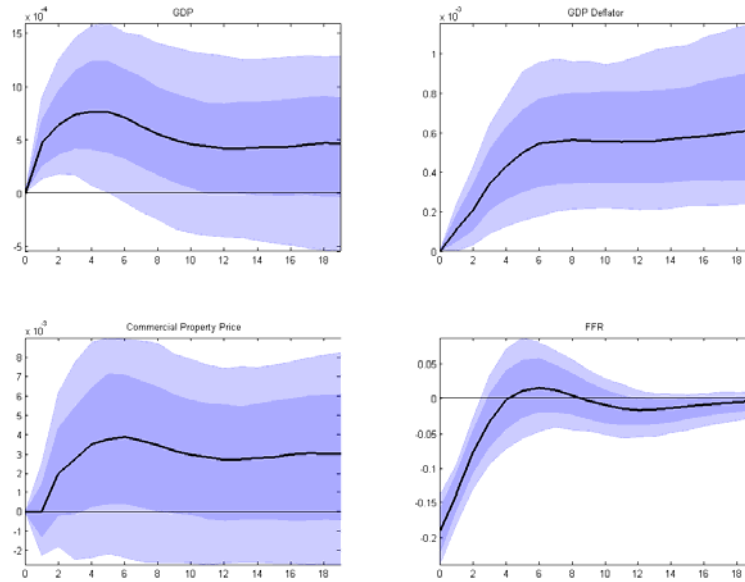 GDP
x 10⁻⁴
15
10
5
0
-5
0 2 4 6 8 10 12 14 16 18
GDP Deflator
x 10⁻³
1
0.8
0.6
0.4
0.2
0
0 2 4 6 8 10 12 14 16 18
Commercial Property Price
x 10⁻³
8
7
6
5
4
3
2
1
0
-1
-2
0 2 4 6 8 10 12 14 16 18
FFR
0.05
0
-0.05
-0.1
-0.15
-0.2
0 2 4 6 8 10 12 14 16 18